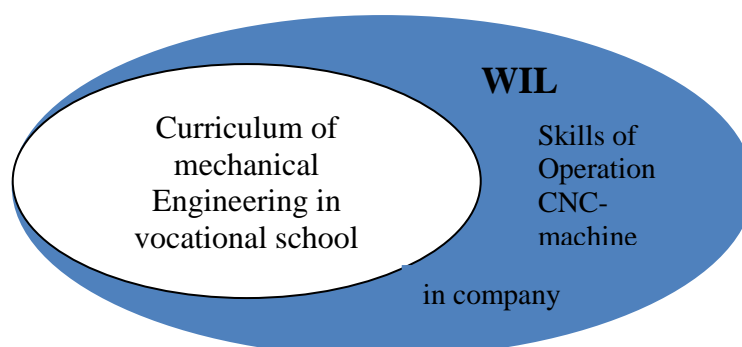 WIL
Curriculum of
mechanical
Engineering in
vocational school
Skills of
Operation
CNC-
machine
in company